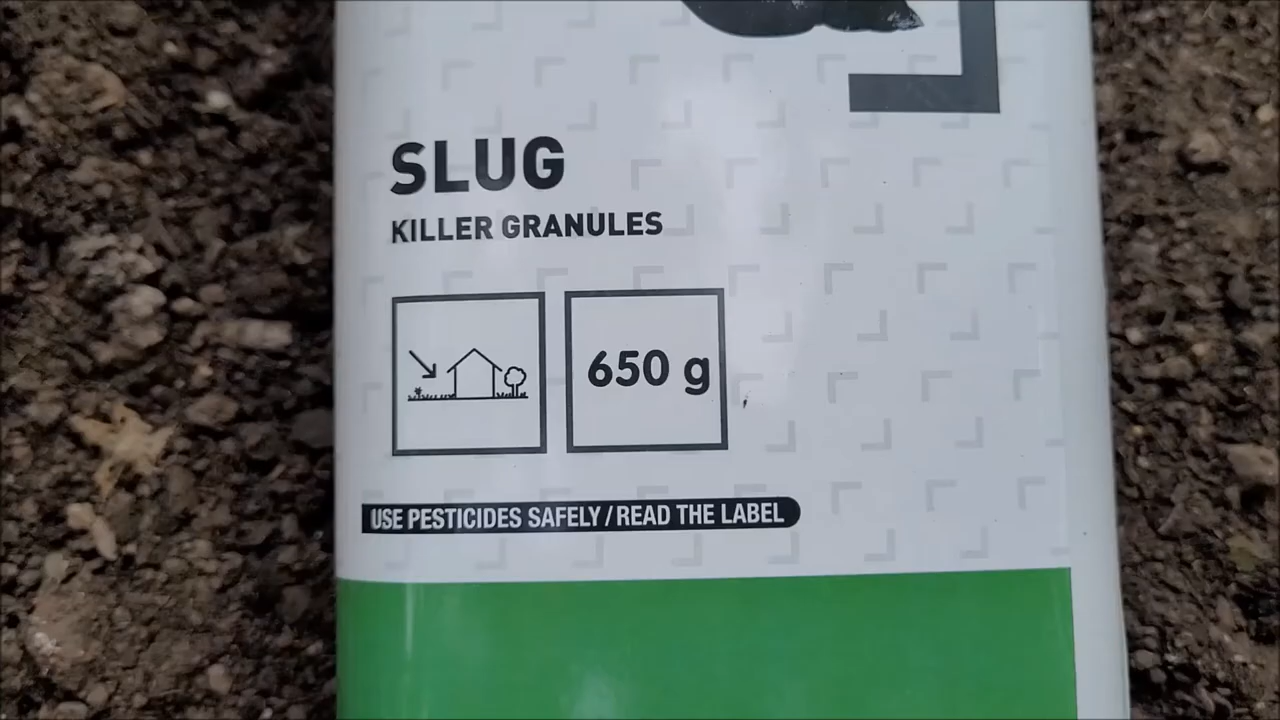 SLUG
KILLER GRANULES
650 g
USE PESTICIDES SAFELY/READ THE LABEL